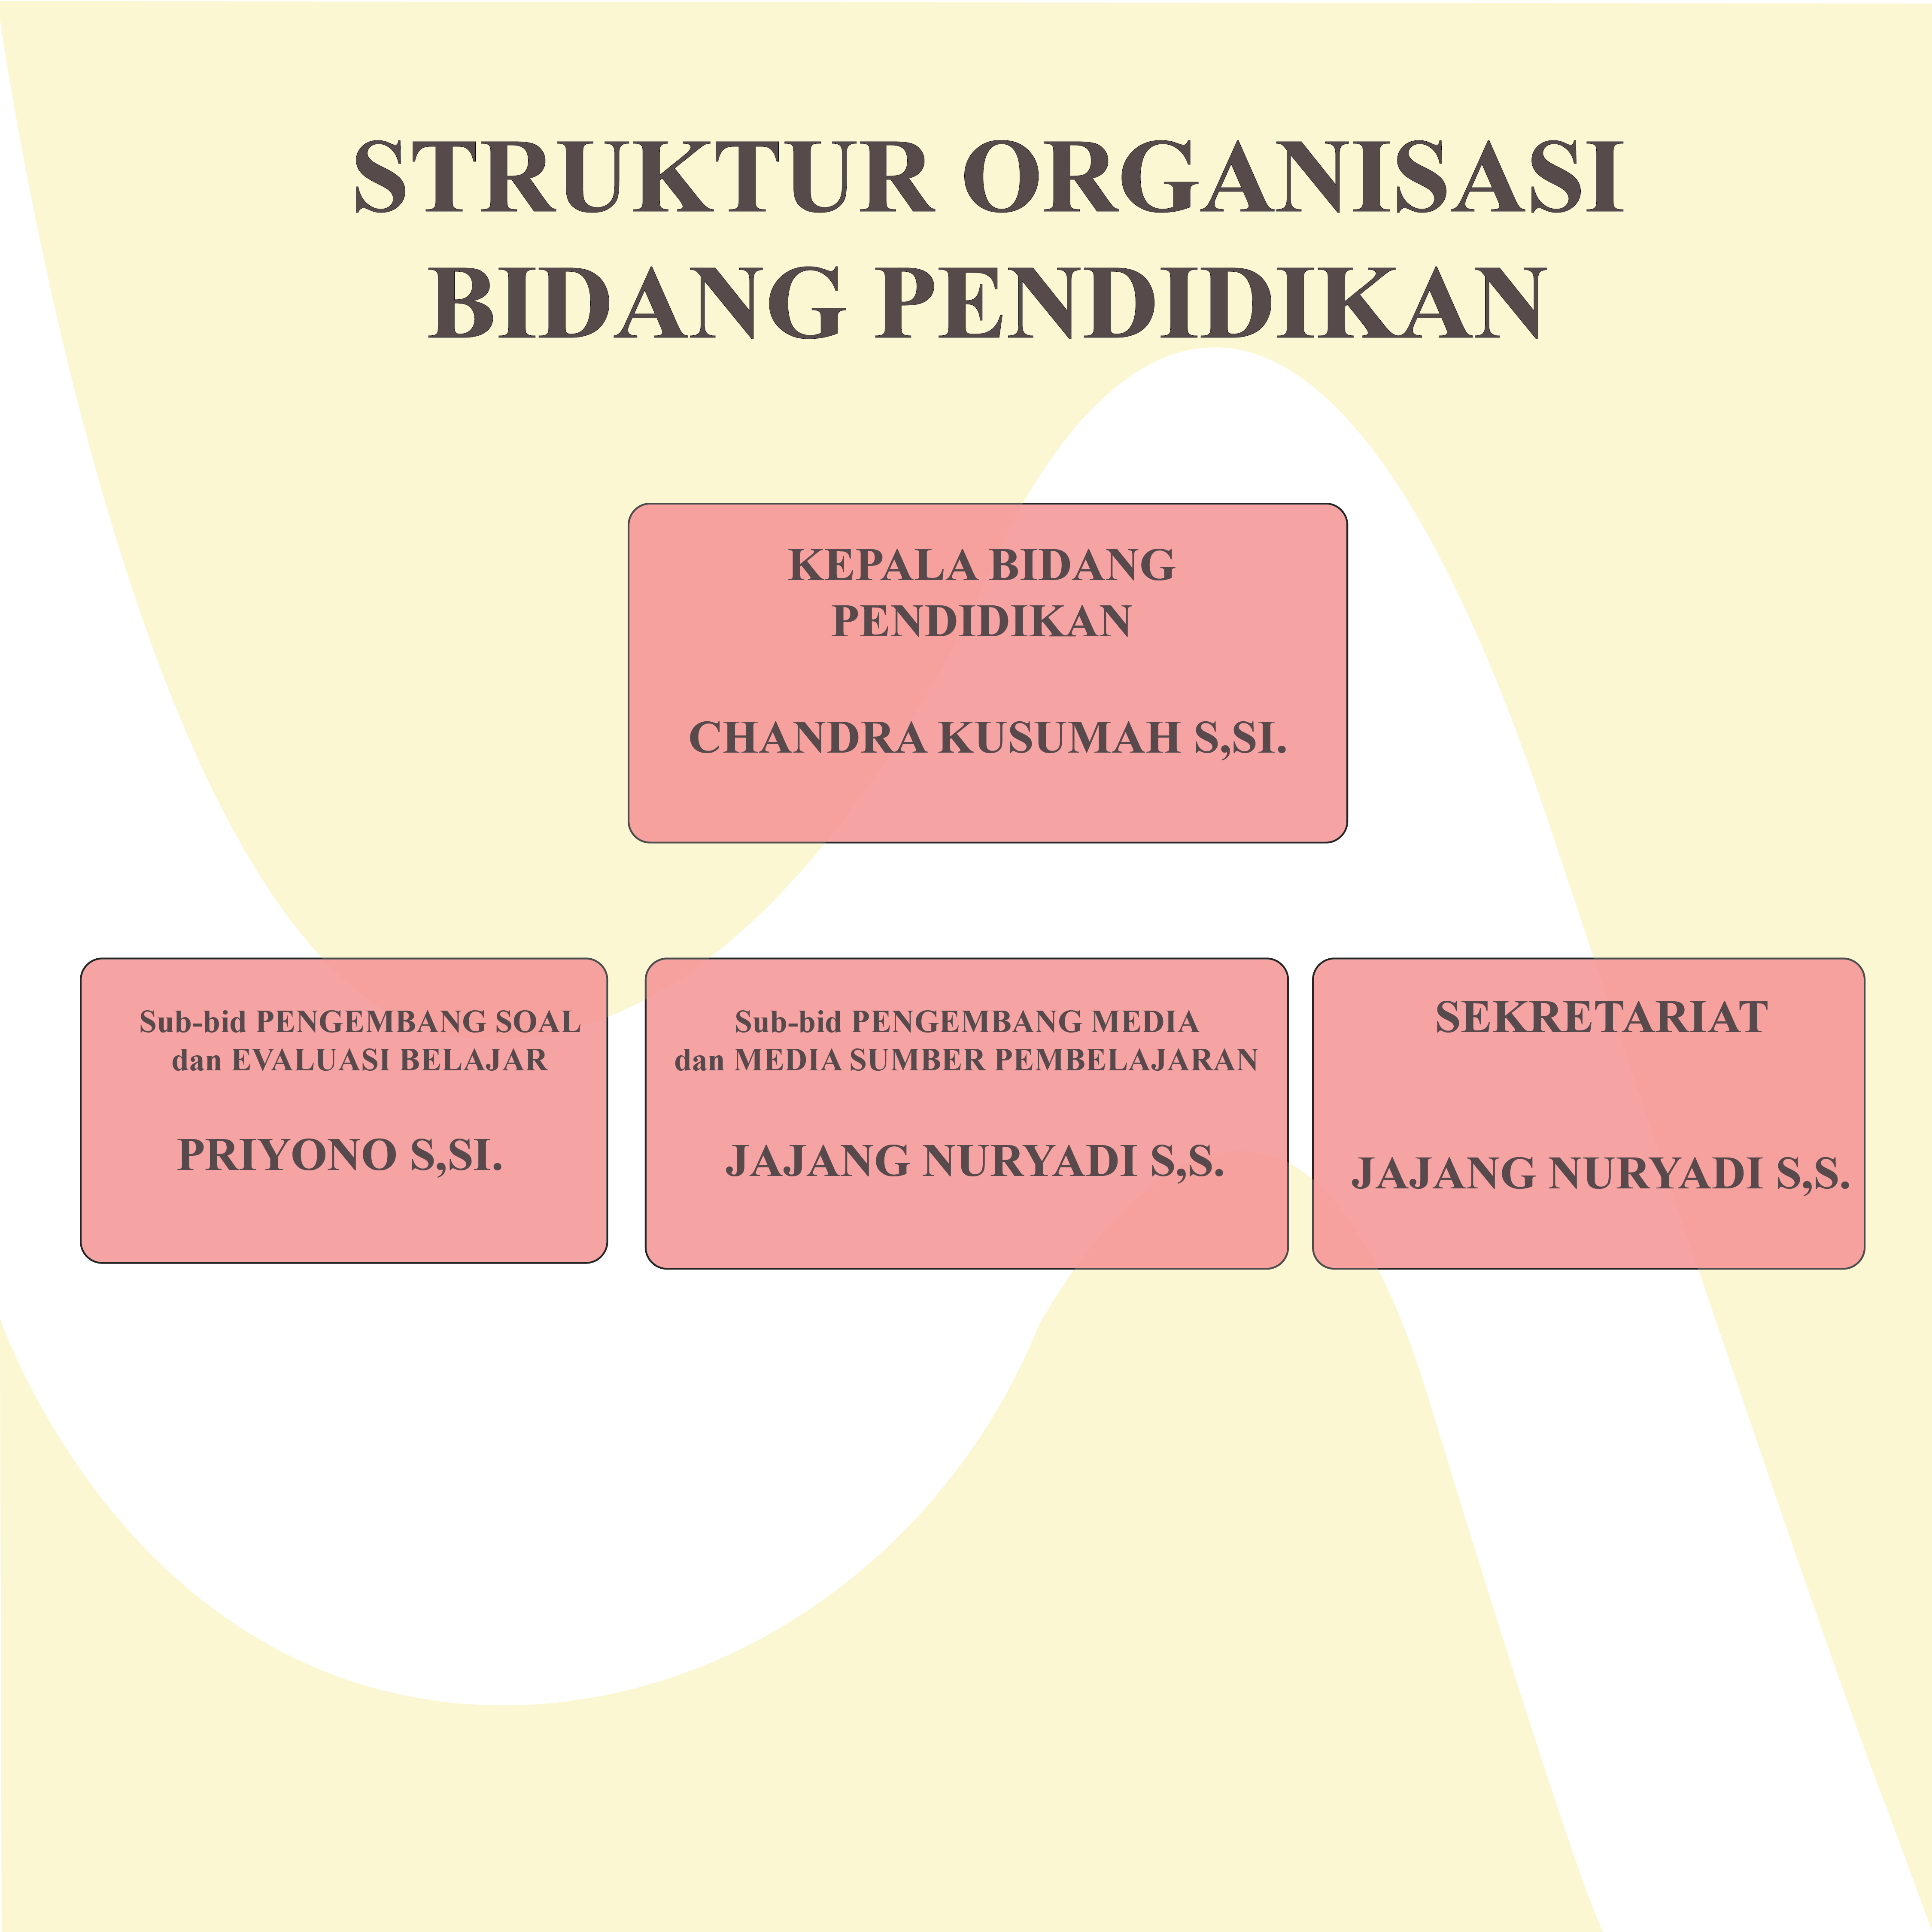 STRUKTUR ORGANISASI
BIDANG PENDIDIKAN
KEPALA BIDANG
PENDIDIKAN
CHANDRA KUSUMAH S,SI.
Sub-bid PENGEMBANG SOAL
dan EVALUASI BELAJAR
PRIYONO S,SI.
Sub-bid PENGEMBANG MEDIA
dan MEDIA SUMBER PEMBELAJARAN
JAJANG NURYADI S,S.
SEKRETARIAT
JAJANG NURYADI S,S.